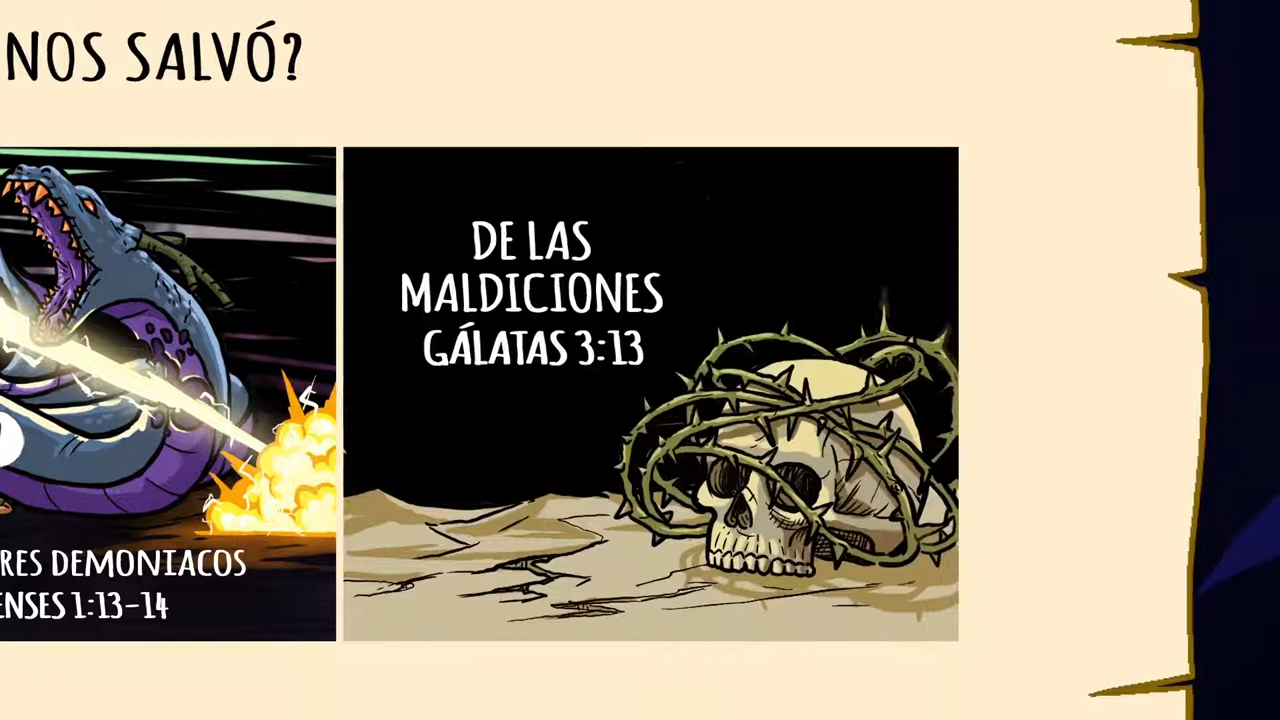 NOS SALVÓ?
DE LAS
MALDICIONES
GÁLATAS 3:13
RES DEMONIACOS
ENSES 1:13-14